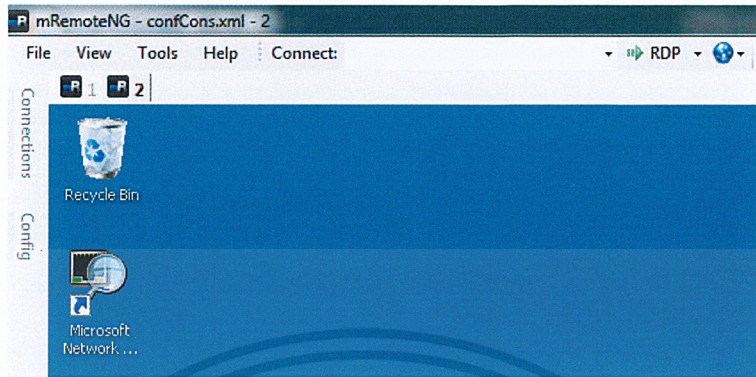 mRemoteNG - confCons.xml - 2
File View Tools Help Connect: RDP
1 2
Connections
Config
Recycle Bin
Microsoft
Network ...